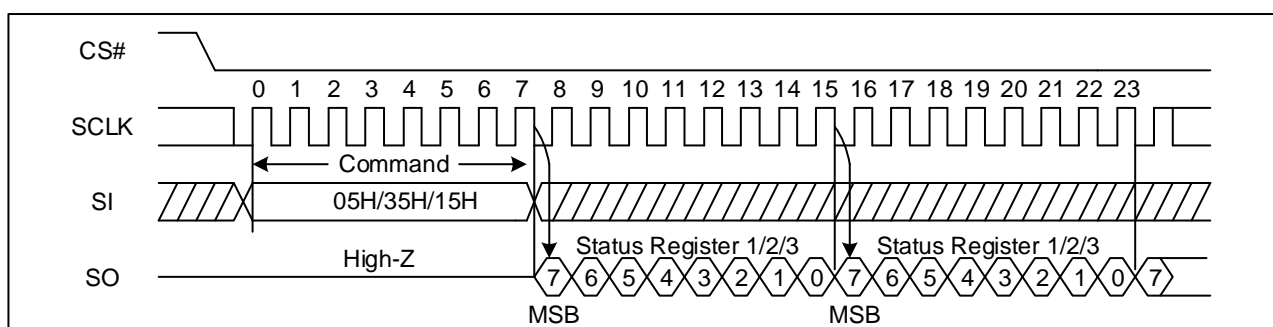 CS#
0 1 2 3 4 5 6 7 8 9 10 11 12 13 14 15 16 17 18 19 20 21 22 23
SCLK
Command
SI
05H/35H/15H
High-Z
Status Register 1/2/3
Status Register 1/2/3
SO
7 6 5 4 3 2 1 0 7 6 5 4 3 2 1 0 7
MSB
MSB